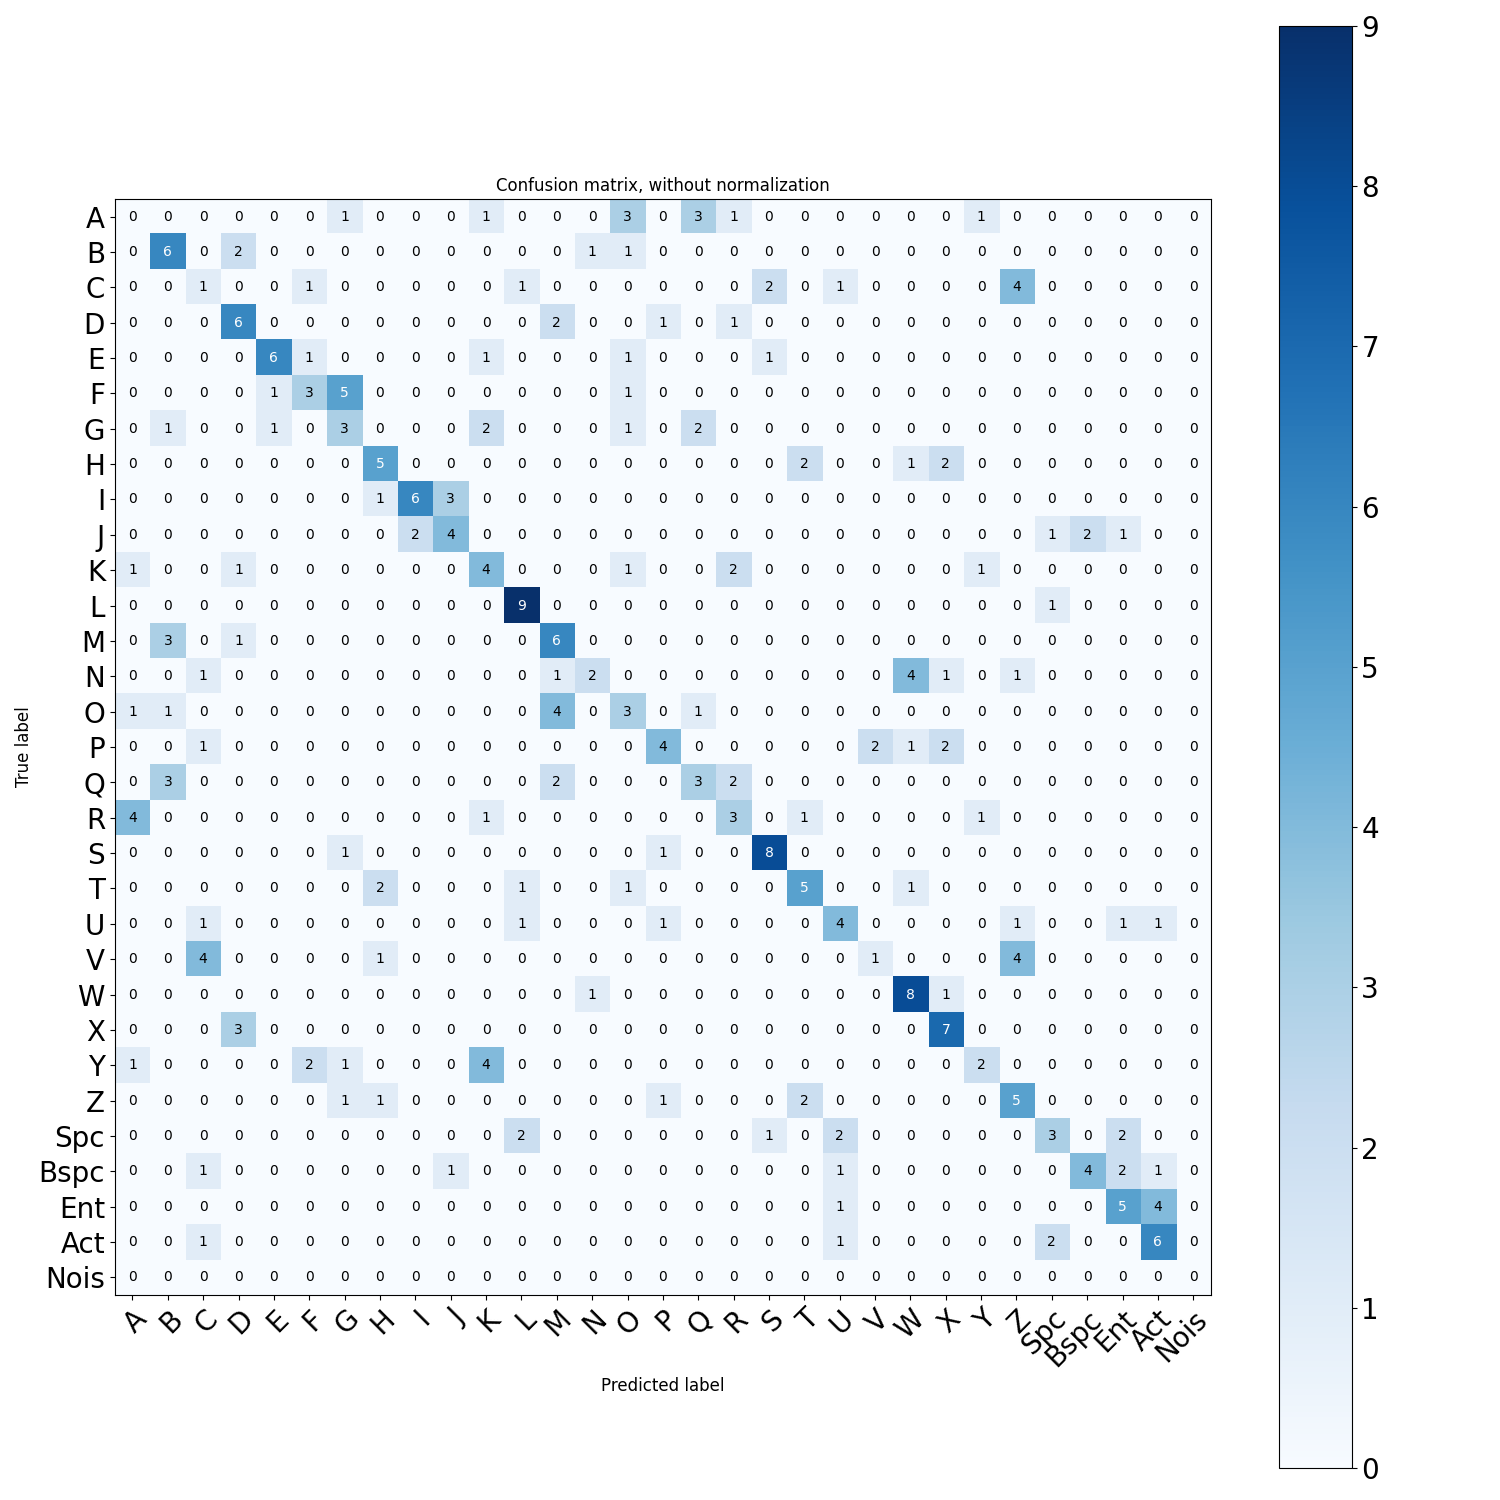 Confusion matrix, without normalization
A 0 0 0 0 0 0 1 0 0 0 1 0 0 0 3 0 3 1 0 0 0 0 0 0 1 0 0 0 0 0 0
B 0 6 0 2 0 0 0 0 0 0 0 0 0 1 1 0 0 0 0 0 0 0 0 0 0 0 0 0 0 0 0
C 0 0 1 0 0 1 0 0 0 0 0 1 0 0 0 0 0 0 2 0 1 0 0 0 0 4 0 0 0 0 0
D 0 0 0 6 0 0 0 0 0 0 0 0 2 0 0 1 0 1 0 0 0 0 0 0 0 0 0 0 0 0 0
E 0 0 0 0 6 1 0 0 0 0 1 0 0 0 1 0 0 0 1 0 0 0 0 0 0 0 0 0 0 0 0
F 0 0 0 0 1 3 5 0 0 0 0 0 0 0 1 0 0 0 0 0 0 0 0 0 0 0 0 0 0 0 0
G 0 1 0 0 1 0 3 0 0 0 2 0 0 0 1 0 2 0 0 0 0 0 0 0 0 0 0 0 0 0 0
H 0 0 0 0 0 0 0 5 0 0 0 0 0 0 0 0 0 0 0 2 0 0 1 2 0 0 0 0 0 0 0
I 0 0 0 0 0 0 0 1 6 3 0 0 0 0 0 0 0 0 0 0 0 0 0 0 0 0 0 0 0 0 0
J 0 0 0 0 0 0 0 0 2 4 0 0 0 0 0 0 0 0 0 0 0 0 0 0 0 0 1 2 1 0 0
K 1 0 0 1 0 0 0 0 0 0 4 0 0 0 1 0 0 2 0 0 0 0 0 0 1 0 0 0 0 0 0
L 0 0 0 0 0 0 0 0 0 0 0 9 0 0 0 0 0 0 0 0 0 0 0 0 0 0 1 0 0 0 0
M 0 3 0 1 0 0 0 0 0 0 0 0 6 0 0 0 0 0 0 0 0 0 0 0 0 0 0 0 0 0 0
N 0 0 1 0 0 0 0 0 0 0 0 0 1 2 0 0 0 0 0 0 0 0 4 1 0 1 0 0 0 0 0
O 1 1 0 0 0 0 0 0 0 0 0 0 4 0 3 0 1 0 0 0 0 0 0 0 0 0 0 0 0 0 0
P 0 0 1 0 0 0 0 0 0 0 0 0 0 0 0 4 0 0 0 0 0 2 1 2 0 0 0 0 0 0 0
Q 0 3 0 0 0 0 0 0 0 0 0 0 2 0 0 0 3 2 0 0 0 0 0 0 0 0 0 0 0 0 0
R 4 0 0 0 0 0 0 0 0 0 1 0 0 0 0 0 0 3 0 1 0 0 0 0 1 0 0 0 0 0 0
S 0 0 0 0 0 0 1 0 0 0 0 0 0 0 0 1 0 0 8 0 0 0 0 0 0 0 0 0 0 0 0
T 0 0 0 0 0 0 0 2 0 0 0 1 0 0 1 0 0 0 0 5 0 0 1 0 0 0 0 0 0 0 0
U 0 0 1 0 0 0 0 0 0 0 0 1 0 0 0 1 0 0 0 0 4 0 0 0 0 1 0 0 1 1 0
V 0 0 4 0 0 0 0 1 0 0 0 0 0 0 0 0 0 0 0 0 0 1 0 0 0 4 0 0 0 0 0
W 0 0 0 0 0 0 0 0 0 0 0 0 0 1 0 0 0 0 0 0 0 0 8 1 0 0 0 0 0 0 0
X 0 0 0 3 0 0 0 0 0 0 0 0 0 0 0 0 0 0 0 0 0 0 0 7 0 0 0 0 0 0 0
Y 1 0 0 0 0 2 1 0 0 0 4 0 0 0 0 0 0 0 0 0 0 0 0 0 2 0 0 0 0 0 0
Z 0 0 0 0 0 0 1 1 0 0 0 0 0 0 0 1 0 0 0 2 0 0 0 0 0 5 0 0 0 0 0
Spc 0 0 0 0 0 0 0 0 0 0 0 2 0 0 0 0 0 0 1 0 2 0 0 0 0 0 3 0 2 0 0
Bspc 0 0 1 0 0 0 0 0 0 1 0 0 0 0 0 0 0 0 0 0 1 0 0 0 0 0 0 4 2 1 0
Ent 0 0 0 0 0 0 0 0 0 0 0 0 0 0 0 0 0 0 0 0 1 0 0 0 0 0 0 0 5 4 0
Act 0 0 1 0 0 0 0 0 0 0 0 0 0 0 0 0 0 0 0 0 1 0 0 0 0 0 2 0 0 6 0
Nois 0 0 0 0 0 0 0 0 0 0 0 0 0 0 0 0 0 0 0 0 0 0 0 0 0 0 0 0 0 0 0
A B C D E F G H I J K L M N O P Q R S T U V W X Y Z Spc Bspc Ent Act Nois
True label
Predicted label
9
8
7
6
5
4
3
2
1
0